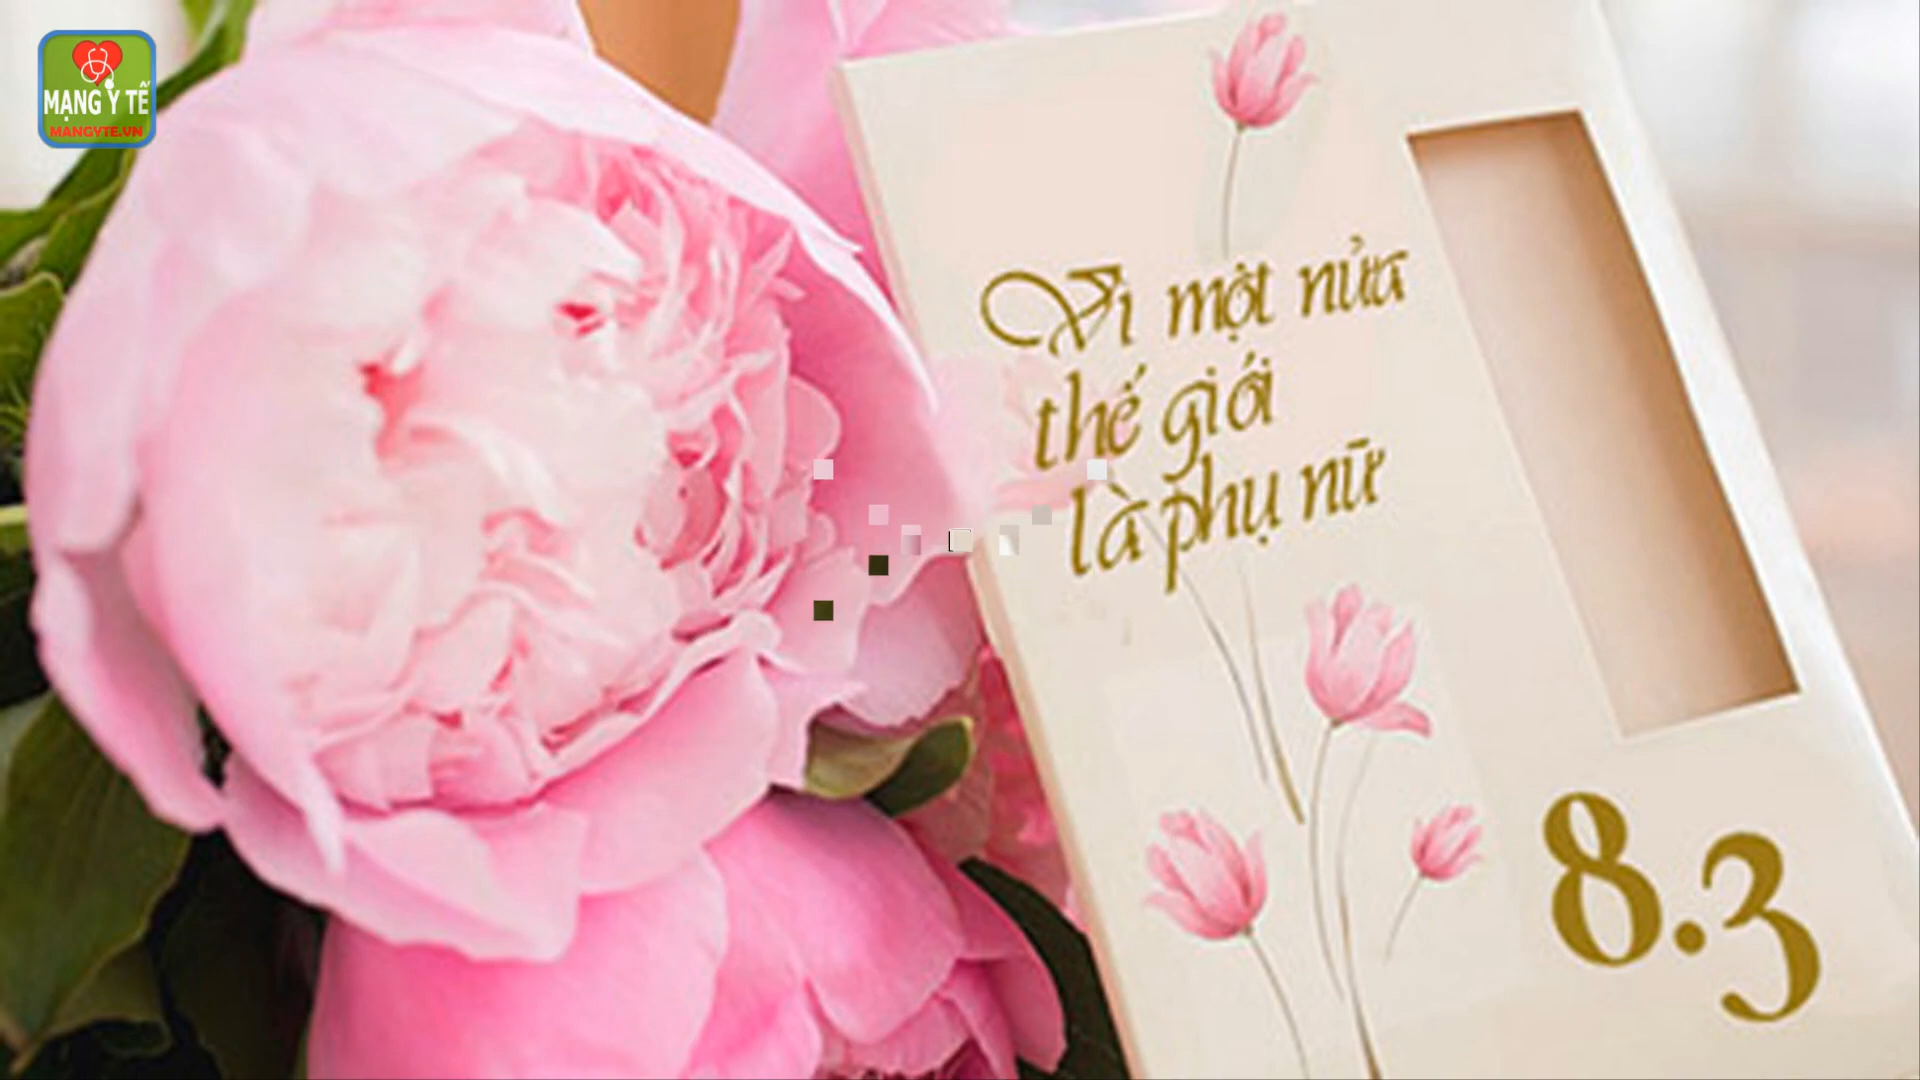 MẠNG Y TẾ
MANGYTE.VN
Vì một nửa
thế giới
là phụ nữ
8.3